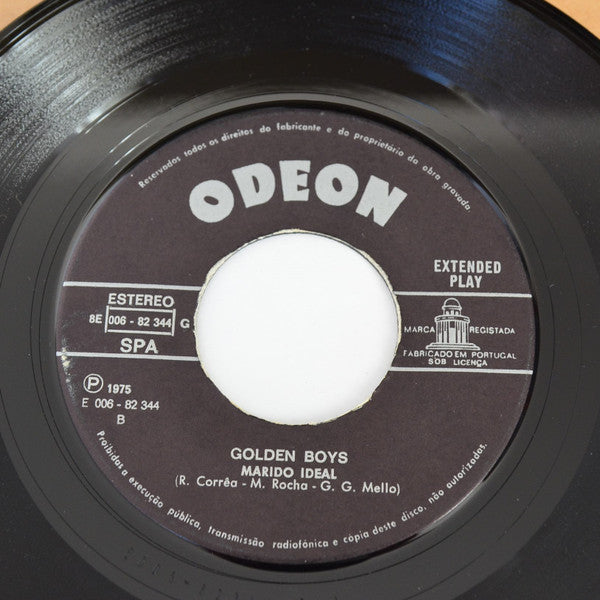 Reservados todos os direitos do fabricante e do proprietário da obra gravada
ODEON
EXTENDED
PLAY
ESTEREO
8E 006 - 82 344 G
SPA
MARCA REGISTADA
FABRICADO EM PORTUGAL
SOB LICENÇA
P 1975
E 006 - 82 344
B
GOLDEN BOYS
MARIDO IDEAL
(R. Corrêa - M. Rocha - G. G. Mello)
Proibidas a execução pública, transmissão radiofónica e cópia deste disco, não autorizadas.